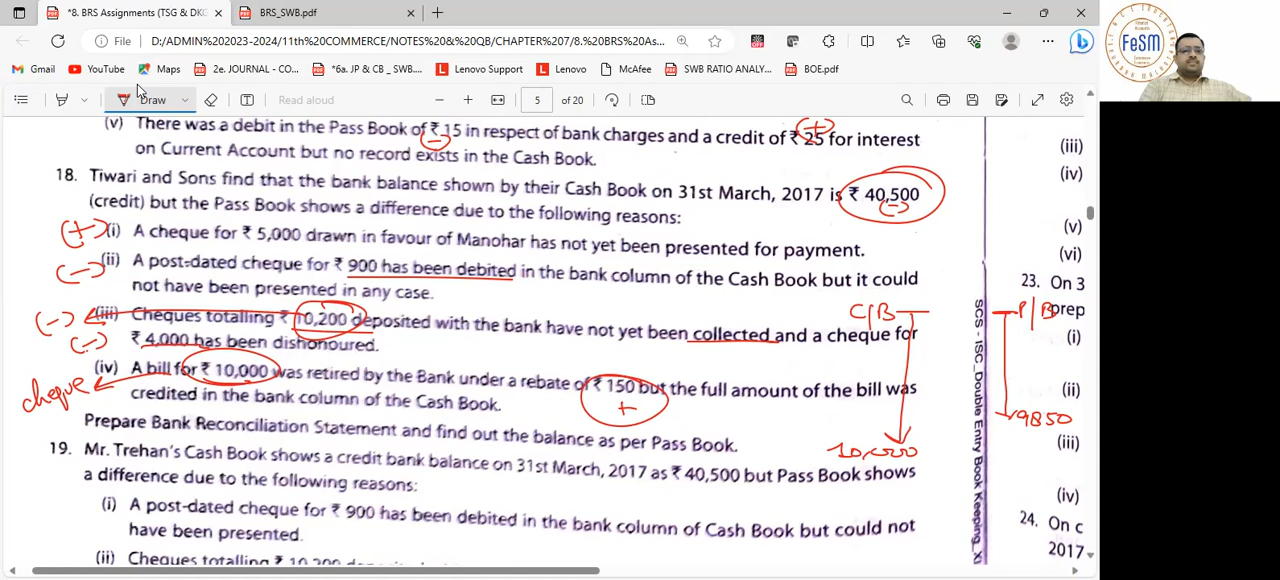 *8. BRS Assignments (TSG & DKG
BRS_SWB.pdf
File
D:/ADMIN%202023-2024/11th%20COMMERCE/NOTES%20&%20QB/CHAPTER%207/8.%20BRS%20As...
Gmail
YouTube
Maps
2e. JOURNAL - CO...
*6a. JP & CB _ SWB....
Lenovo Support
Lenovo
McAfee
SWB RATIO ANALY...
BOE.pdf
Draw
Read aloud
5
of 20
FeSM
(v) There was a debit in the Pass Book of ₹ 15 in respect of bank charges and a credit of ₹ 25 for interest
(+)
(-)
on Current Account but no record exists in the Cash Book.
18. Tiwari and Sons find that the bank balance shown by their Cash Book on 31st March, 2017 is ₹ 40,500
(-)
(credit) but the Pass Book shows a difference due to the following reasons:
(+) (i) A cheque for ₹ 5,000 drawn in favour of Manohar has not yet been presented for payment.
(-) (ii) A post-dated cheque for ₹ 900 has been debited in the bank column of the Cash Book but it could
not have been presented in any case.
(-) (iii) Cheques totalling ₹ 10,200 deposited with the bank have not yet been collected and a cheque for
(-) ₹ 4,000 has been dishonoured.
(iv) A bill for ₹ 10,000 was retired by the Bank under a rebate of ₹ 150 but the full amount of the bill was
+
cheque
credited in the bank column of the Cash Book.
Prepare Bank Reconciliation Statement and find out the balance as per Pass Book.
C/B
10,000
P/B
9850
19. Mr. Trehan's Cash Book shows a credit bank balance on 31st March, 2017 as ₹ 40,500 but Pass Book shows
a difference due to the following reasons:
(i) A post-dated cheque for ₹ 900 has been debited in the bank column of Cash Book but could not
have been presented.
(ii) Cheques totalling ₹ 10,200
SCS - ISC_Double Entry Book Keeping_XI
(iii)
(iv)
(v)
(vi)
23. On 3
prep
(i)
(ii)
(iii)
(iv)
24. On c
2017